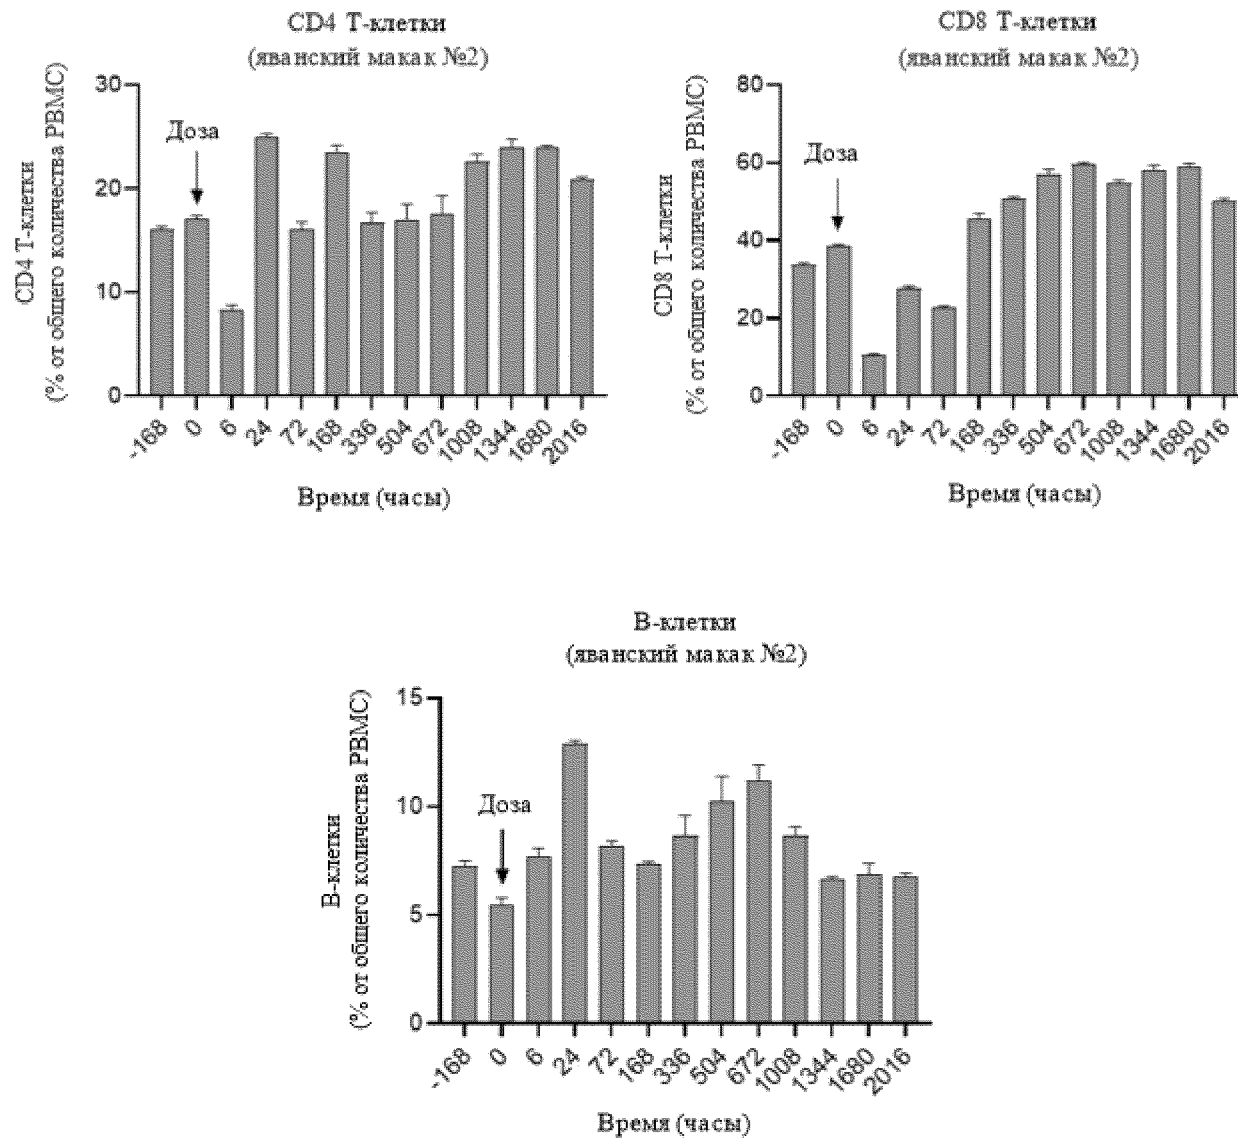 CD4 Т-клетки
(яванский макак №2)
CD4 Т-клетки
(% от общего количества PBMC)
30
20
10
0
Доза
-168 0 6 24 72 168 336 504 672 1008 1344 1680 2016
Время (часы)
CD8 Т-клетки
(яванский макак №2)
CD8 Т-клетки
(% от общего количества PBMC)
80
60
40
20
0
Доза
-168 0 6 24 72 168 336 504 672 1008 1344 1680 2016
Время (часы)
В-клетки
(яванский макак №2)
В-клетки
(% от общего количества PBMC)
15
10
5
0
Доза
-168 0 6 24 72 168 336 504 672 1008 1344 1680 2016
Время (часы)